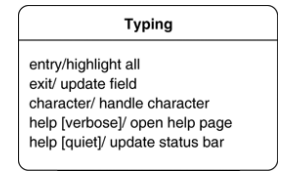 Typing
entry/highlight all
exit/ update field
character/ handle character
help [verbose]/ open help page
help [quiet]/ update status bar